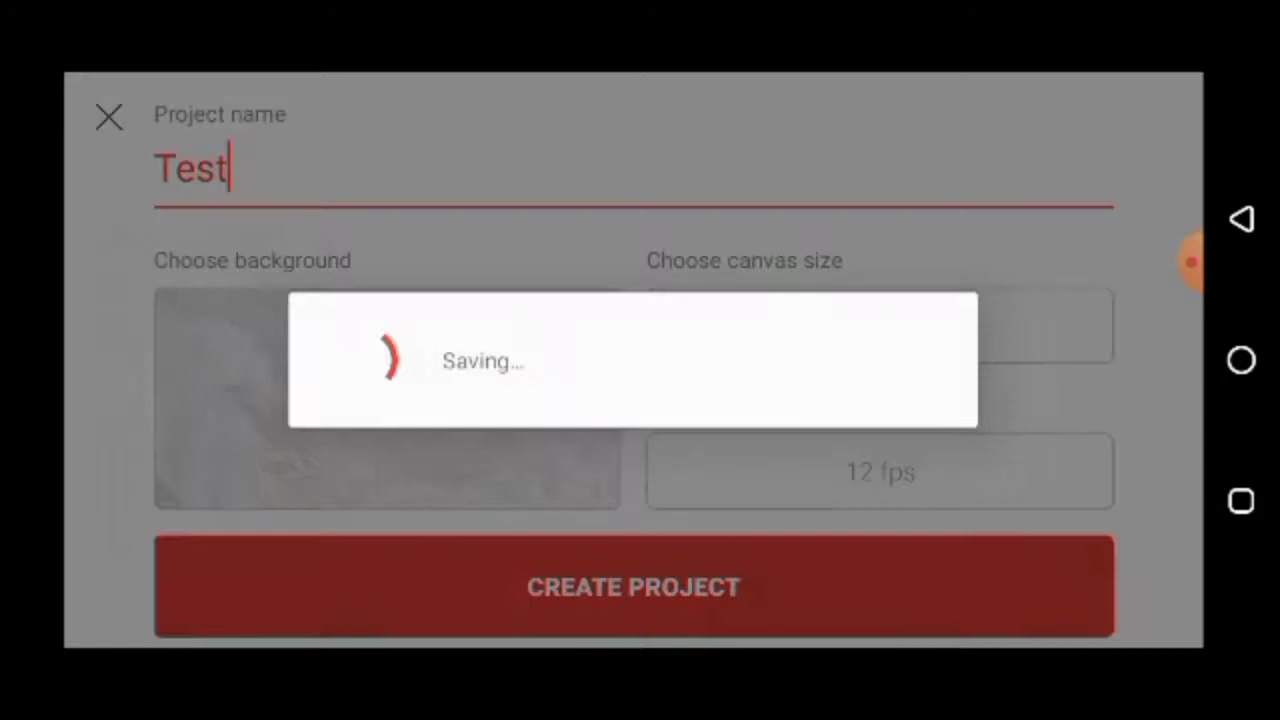 Project name
Test
Choose background
Choose canvas size
Saving...
12 fps
CREATE PROJECT